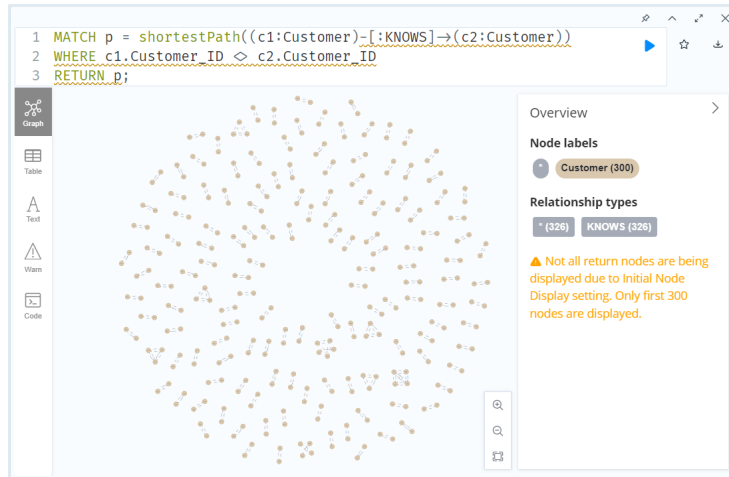 1 MATCH p = shortestPath((c1:Customer)-[:KNOWS]->(c2:Customer))
2 WHERE c1.Customer_ID <> c2.Customer_ID
3 RETURN p;
Graph
Table
Text
Warn
Code
Overview
Node labels
* Customer (300)
Relationship types
* (326) KNOWS (326)
Not all return nodes are being
displayed due to Initial Node
Display setting. Only first 300
nodes are displayed.